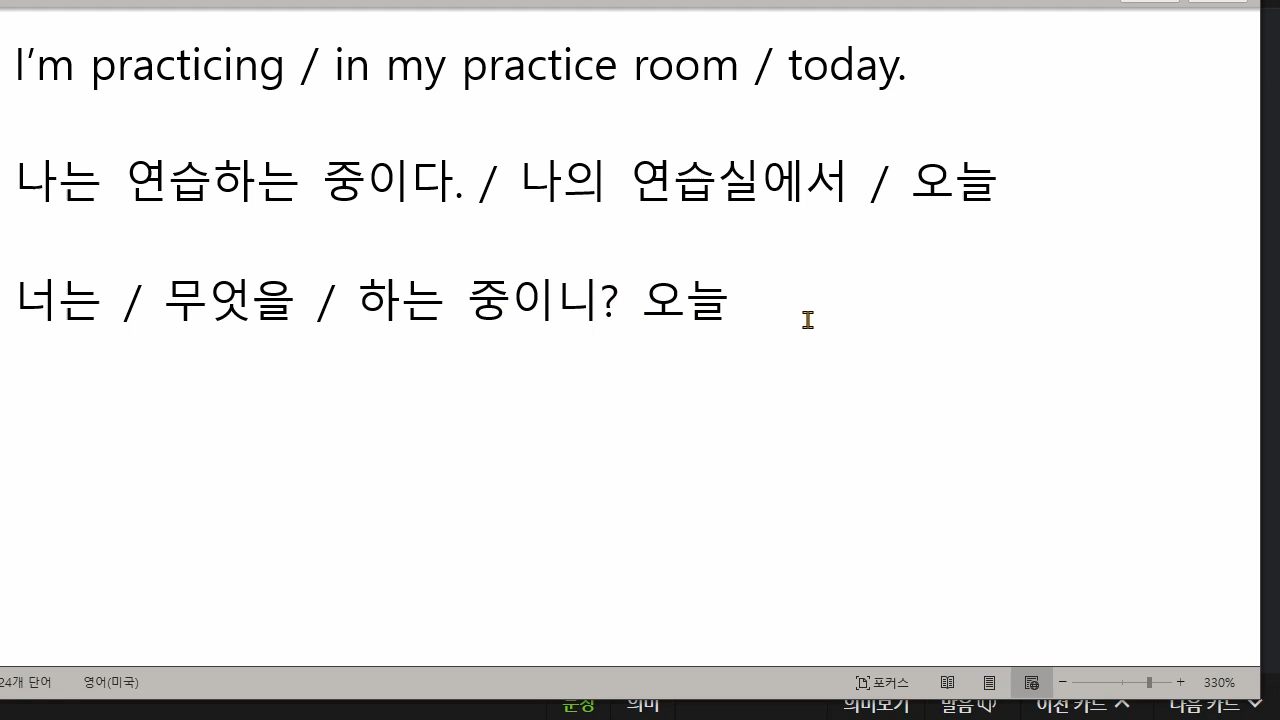 I'm practicing / in my practice room / today.
나는 연습하는 중이다. / 나의 연습실에서 / 오늘
너는 / 무엇을 / 하는 중이니? 오늘
24개 단어 영어(미국) 포커스 - + 330%
문장 의미 의미보기 발음 이전 카드 다음 카드